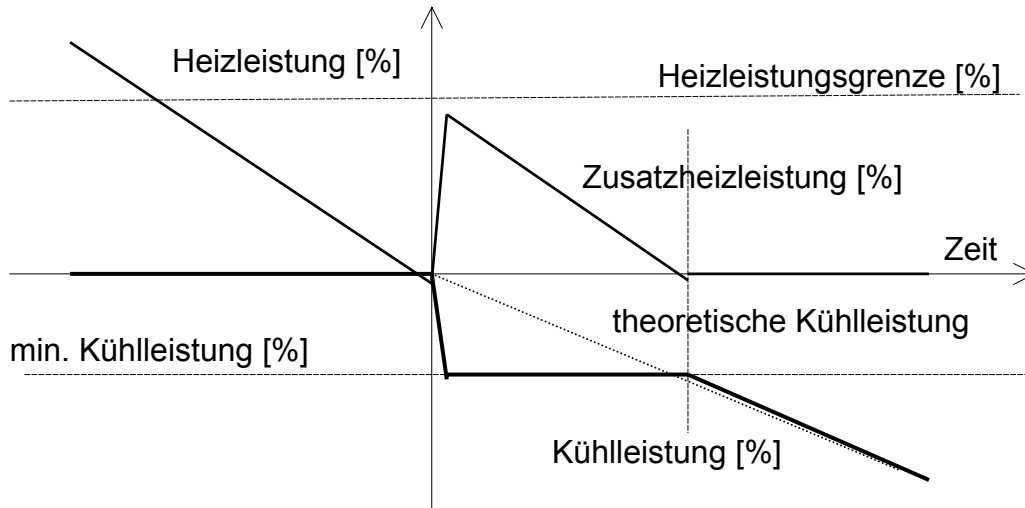 Heizleistung [%]
Heizleistungsgrenze [%]
Zusatzheizleistung [%]
Zeit
theoretische Kühlleistung
min. Kühlleistung [%]
Kühlleistung [%]